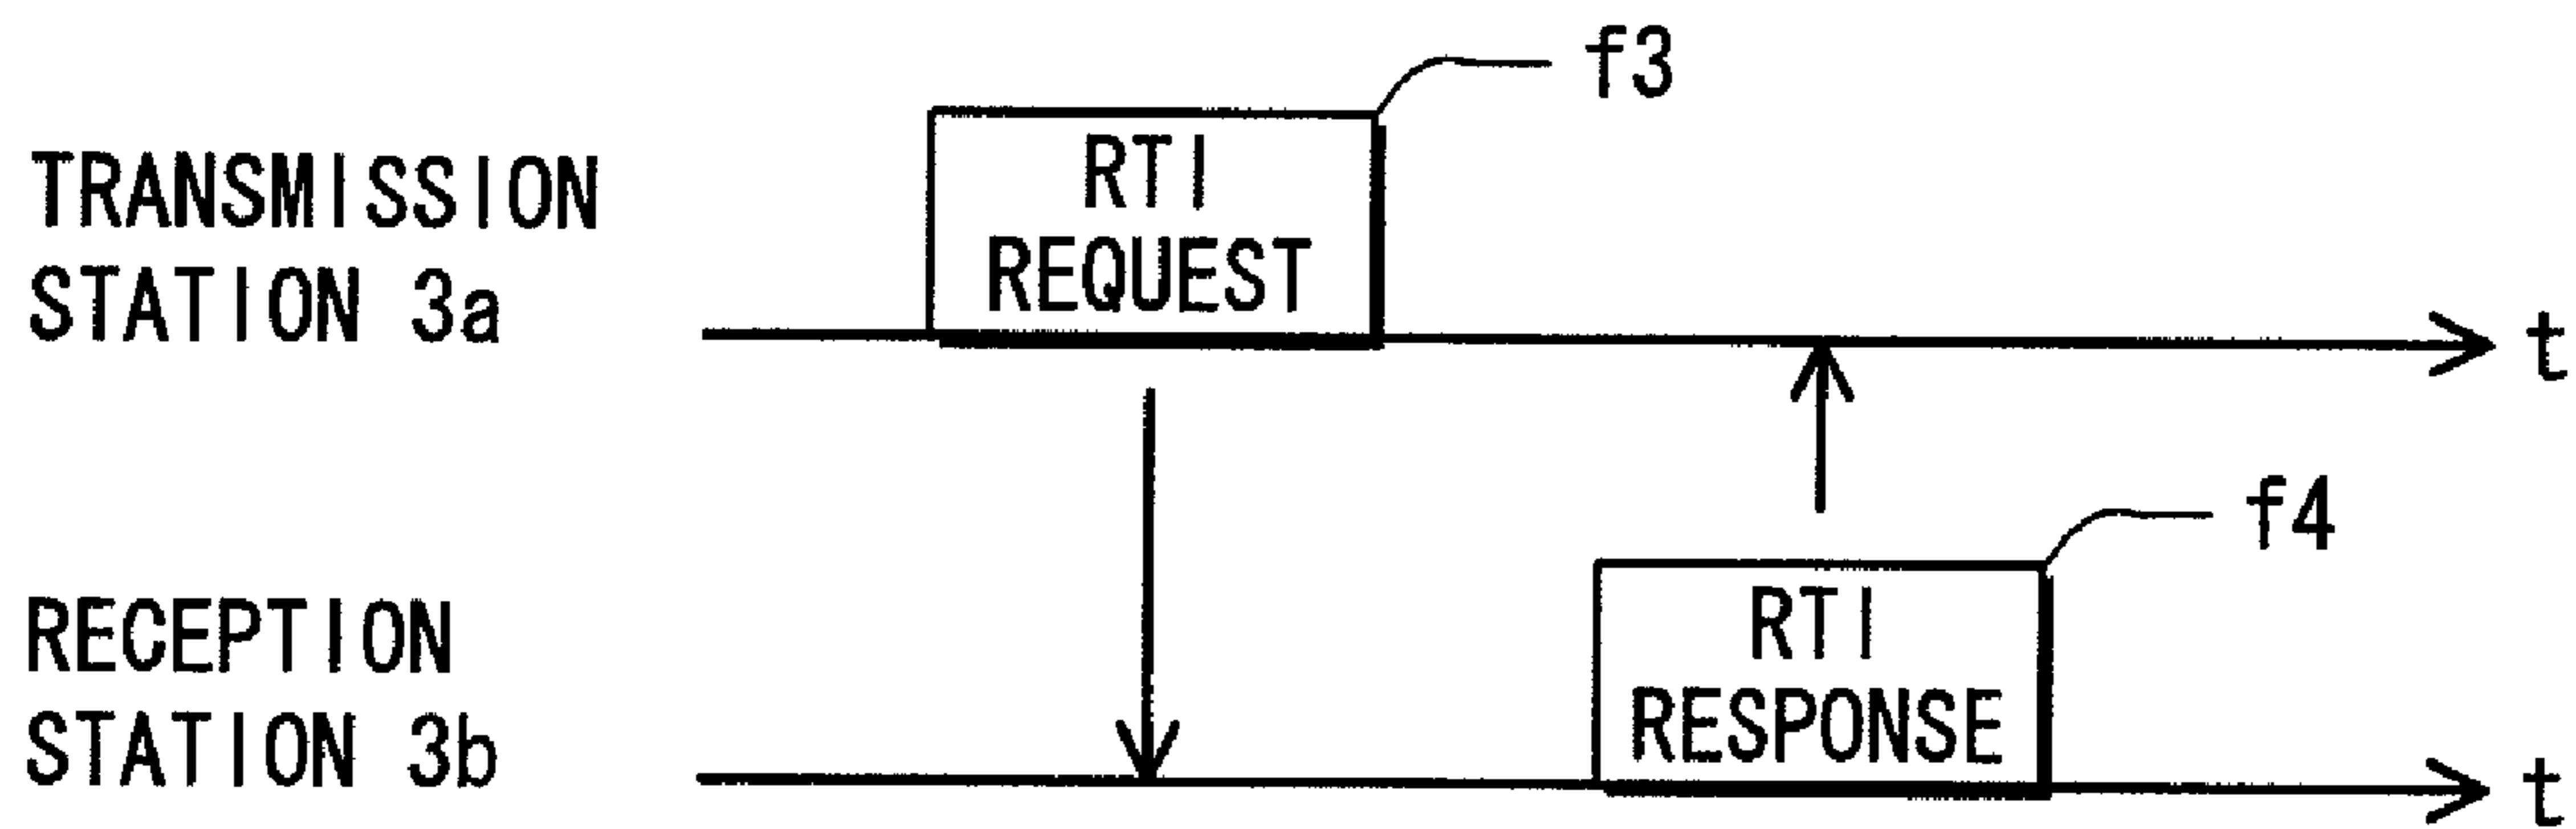 f3
RTI
REQUEST
TRANSMISSION
STATION 3a
t
f4
RTI
RESPONSE
RECEPTION
STATION 3b
t